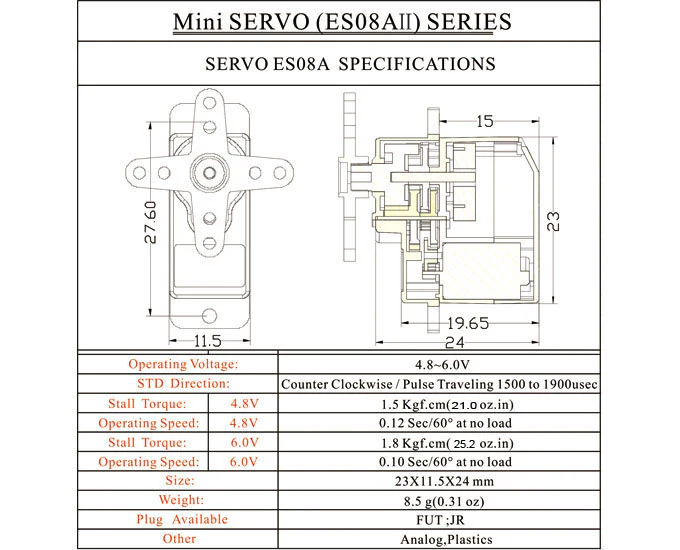 Mini SERVO (ES08AII) SERIES
SERVO ES08A SPECIFICATIONS
15
27.60
23
11.5
19.65
24
Operating Voltage: 4.8~6.0V
STD Direction: Counter Clockwise / Pulse Traveling 1500 to 1900usec
Stall Torque: 4.8V 1.5 Kgf.cm(21.0 oz.in)
Operating Speed: 4.8V 0.12 Sec/60° at no load
Stall Torque: 6.0V 1.8 Kgf.cm( 25.2 oz.in)
Operating Speed: 6.0V 0.10 Sec/60° at no load
Size: 23X11.5X24 mm
Weight: 8.5 g(0.31 oz)
Plug Available FUT ;JR
Other Analog,Plastics